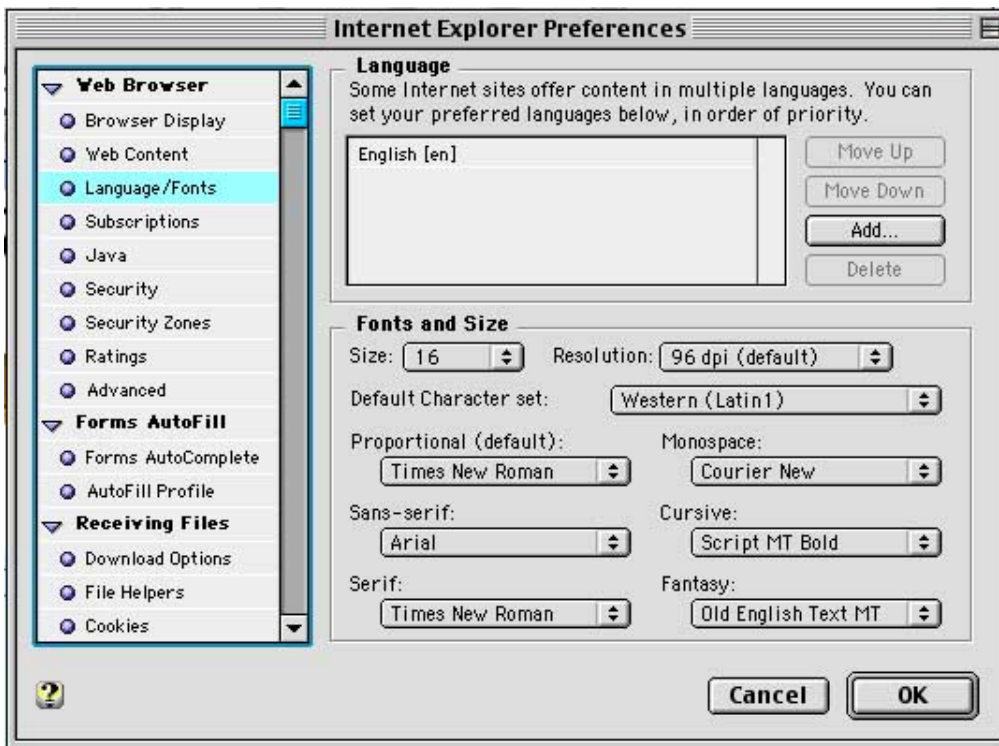 Internet Explorer Preferences
Web Browser
Browser Display
Web Content
Language/Fonts
Subscriptions
Java
Security
Security Zones
Ratings
Advanced
Forms AutoFill
Forms AutoComplete
AutoFill Profile
Receiving Files
Download Options
File Helpers
Cookies
Language
Some Internet sites offer content in multiple languages. You can
set your preferred languages below, in order of priority.
English [en]
Move Up
Move Down
Add...
Delete
Fonts and Size
Size: 16 Resolution: 96 dpi (default)
Default Character set: Western (Latin1)
Proportional (default): Monospace:
Times New Roman Courier New
Sans-serif: Cursive:
Arial Script MT Bold
Serif: Fantasy:
Times New Roman Old English Text MT
?
Cancel OK